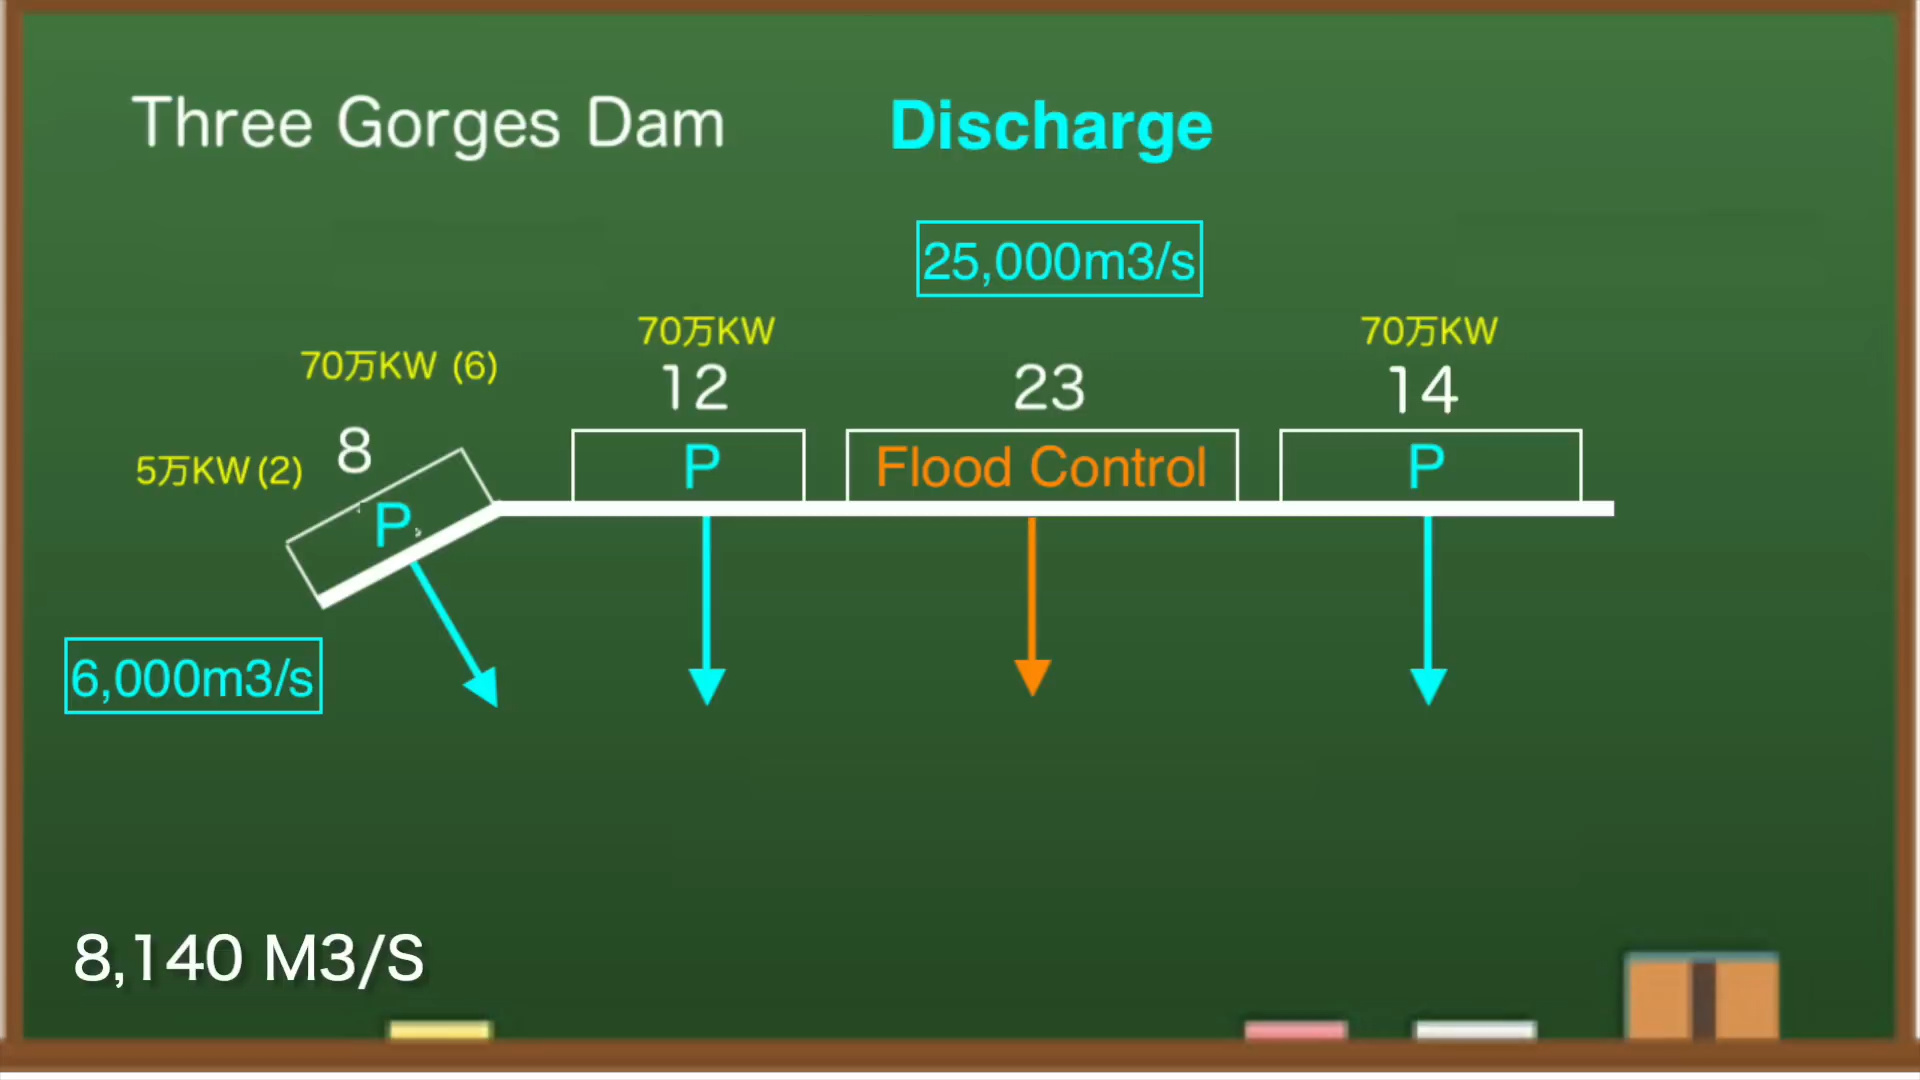 Three Gorges Dam
Discharge
25,000m3/s
70万KW
70万KW
70万KW (6)
12
23
14
8
5万KW (2)
P
Flood Control
P
P
6,000m3/s
8,140 M3/S